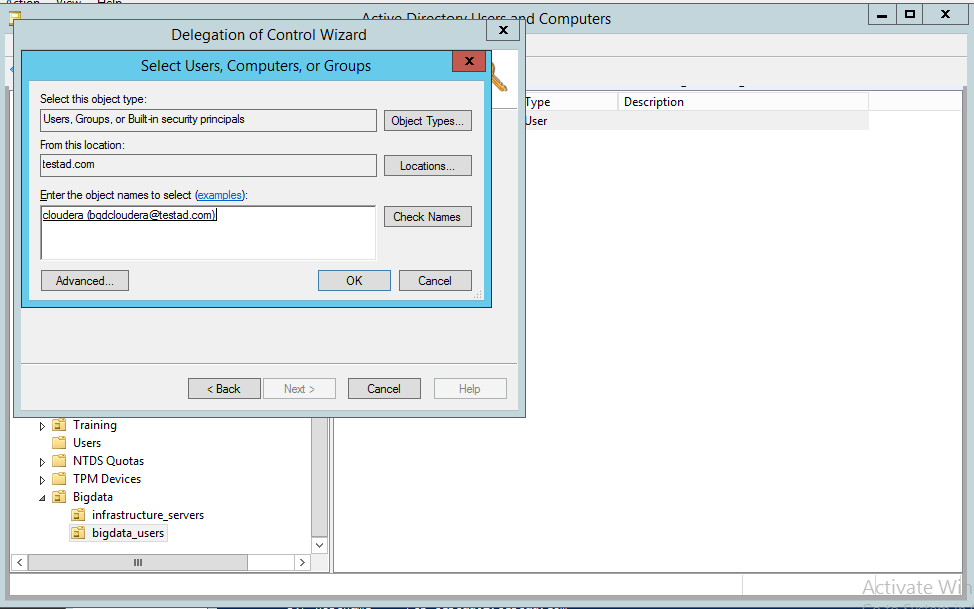 Action View Help
Active Directory Users and Computers
Delegation of Control Wizard
Select Users, Computers, or Groups
Select this object type:
Users, Groups, or Built-in security principals
Object Types...
From this location:
testad.com
Locations...
Enter the object names to select (examples):
cloudera (bqdcloudera@testad.com)
Check Names
Advanced...
OK
Cancel
< Back
Next >
Cancel
Help
Type
Description
User
Training
Users
NTDS Quotas
TPM Devices
Bigdata
infrastructure_servers
bigdata_users
Activate Win